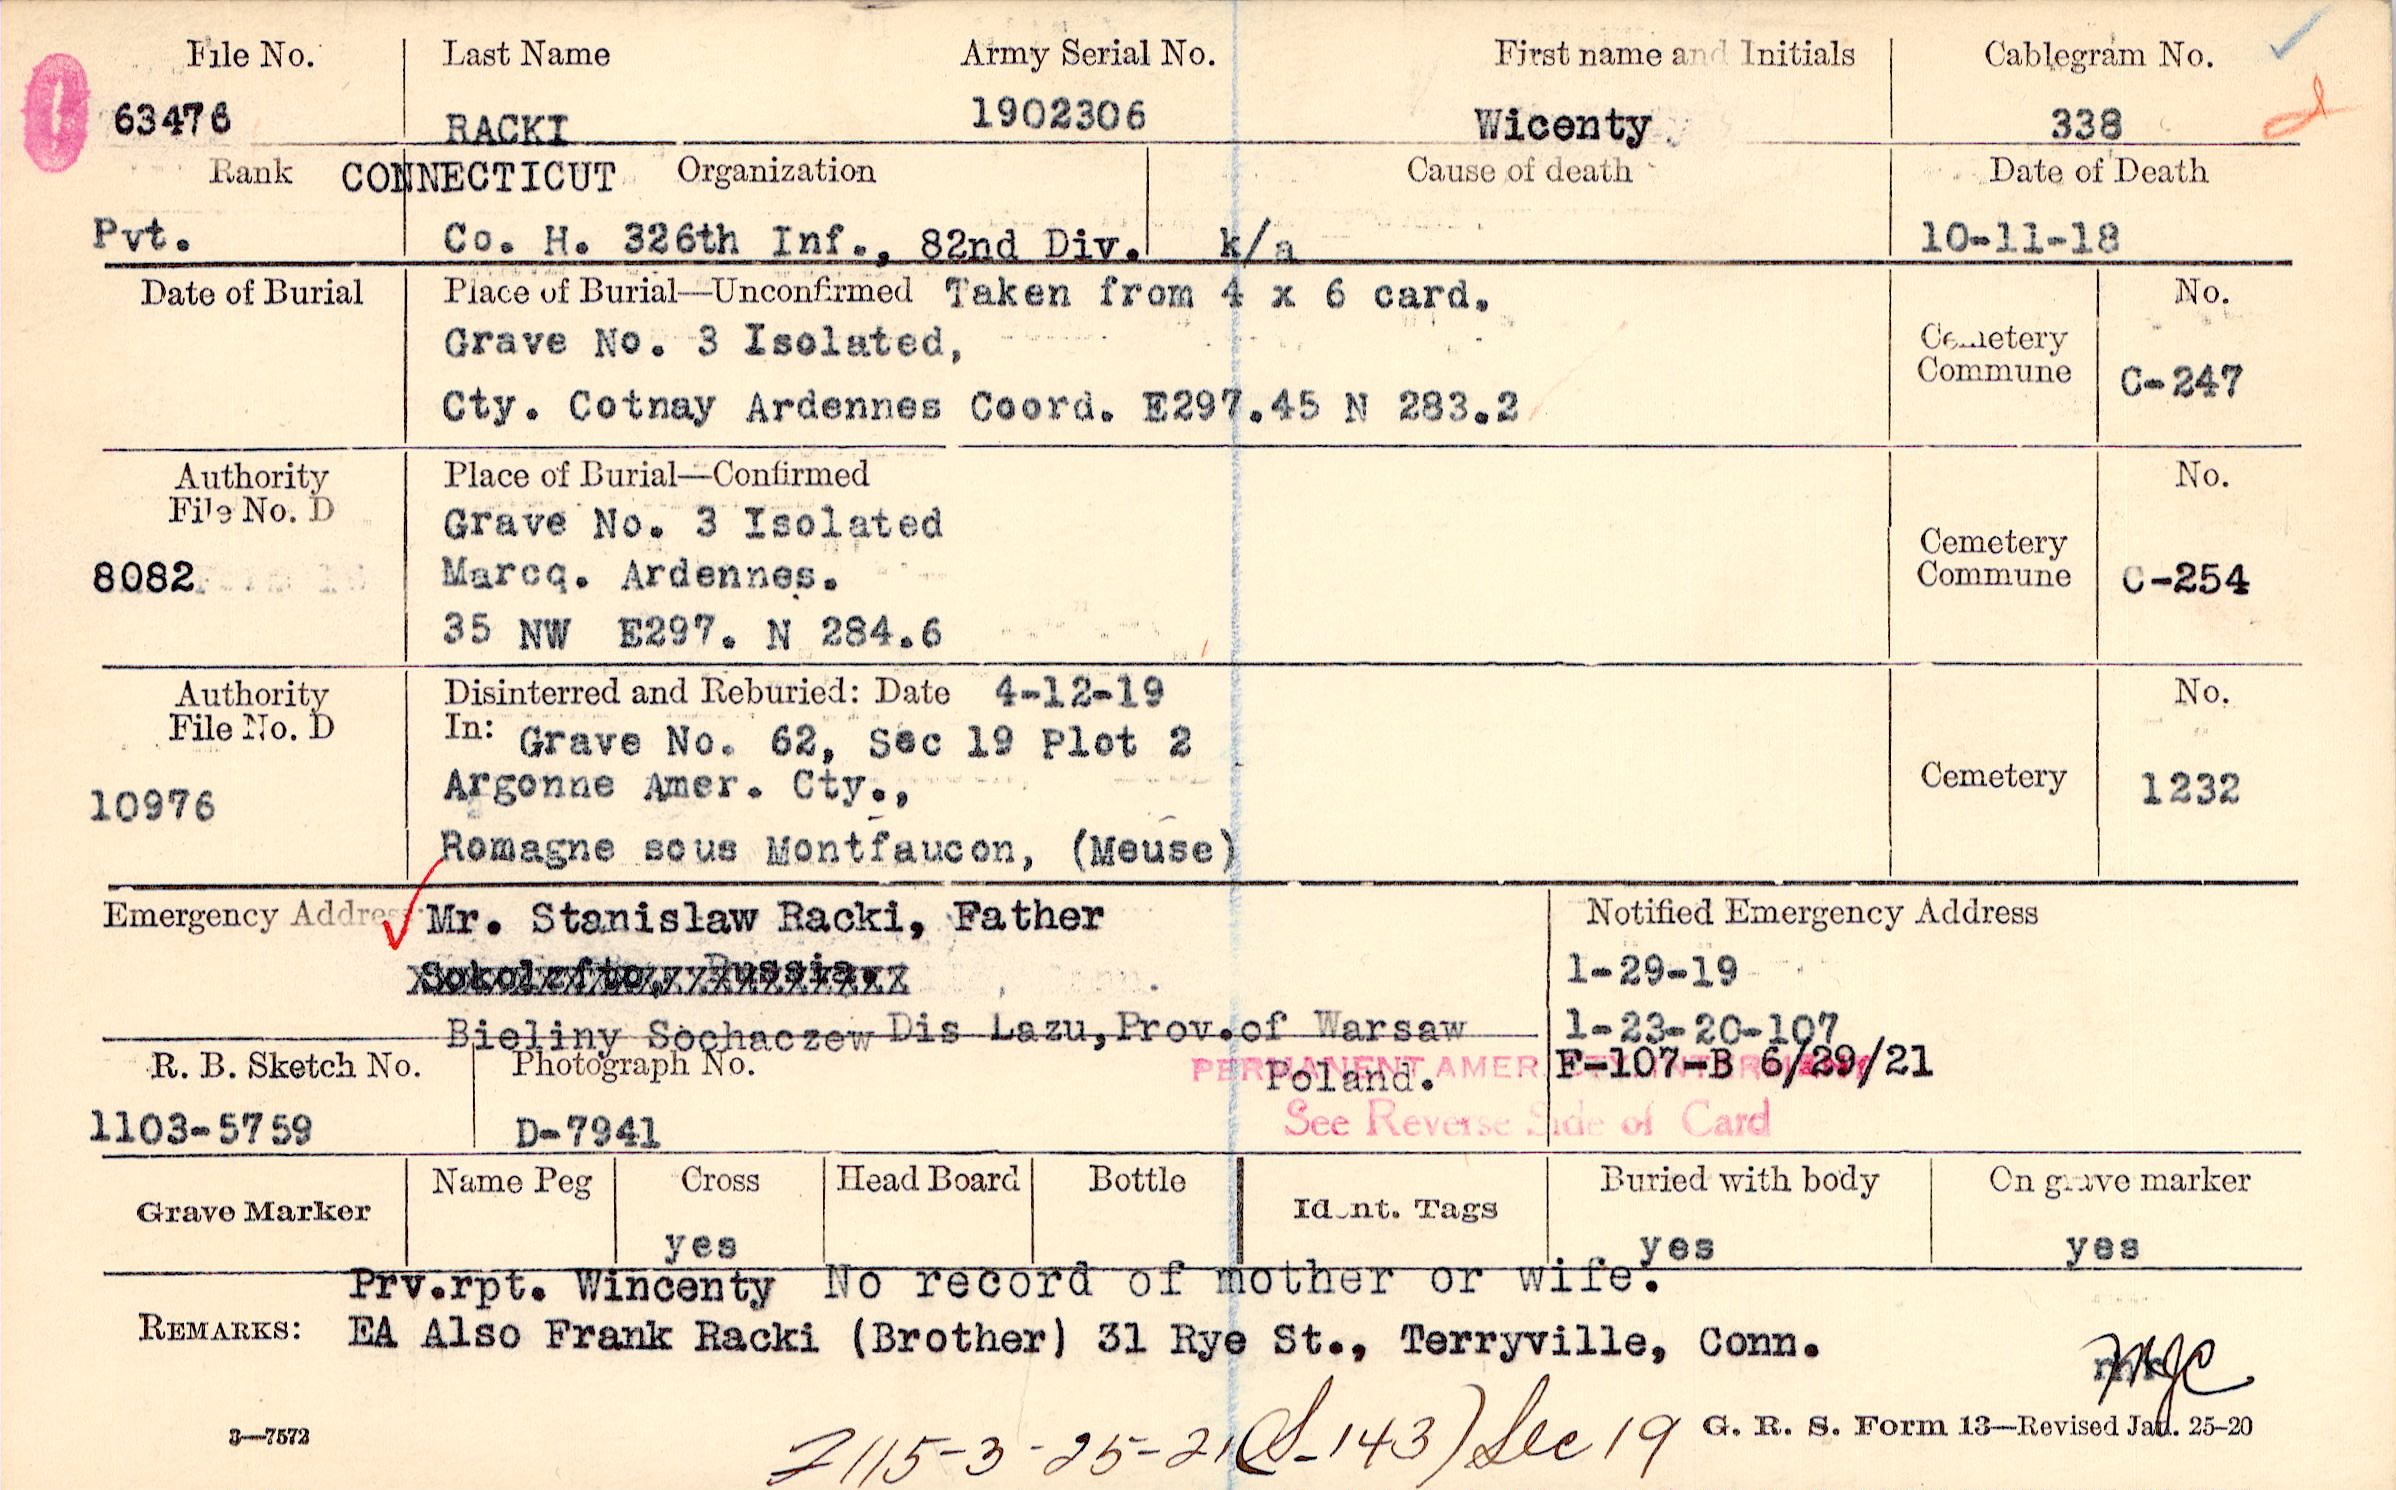 File No. Last Name Army Serial No. First name and Initials Cablegram No.
63476 RACKI 1902306 Wicenty 338
Rank CONNECTICUT Organization Cause of death Date of Death
Pvt. Co. H. 326th Inf., 82nd Div. k/a 10-11-18
Date of Burial Place of Burial—Unconfirmed Taken from 4 x 6 card. No.
Grave No. 3 Isolated,
Cemetery
Commune C-247
Cty. Cotnay Ardennes Coord. E297.45 N 283.2
Authority Place of Burial—Confirmed No.
File No. D
Grave No. 3 Isolated
Cemetery
8082 Marcq. Ardennes. Commune C-254
35 NW E297. N 284.6
Authority Disinterred and Reburied: Date 4-12-19 No.
File No. D In: Grave No. 62, Sec 19 Plot 2
10976 Argonne Amer. Cty., Cemetery 1232
Romagne sous Montfaucon, (Meuse)
Emergency Address Mr. Stanislaw Racki, Father Notified Emergency Address
Russia. 1-29-19
Bieliny Sochaczew Dis Lazu, Prov. of Warsaw 1-23-20-107
R. B. Sketch No. Photograph No. PERMANENT AMER. Poland. F-107-B 6/29/21
1103-5759 D-7941 See Reverse Side of Card
Grave Marker Name Peg Cross Head Board Bottle Ident. Tags Buried with body On grave marker
yes yes yes
Prv.rpt. Wincenty No record of mother or wife.
REMARKS: EA Also Frank Racki (Brother) 31 Rye St., Terryville, Conn.
3—7572 115-3-25-21 (S-143) Sec 19 G. R. S. Form 13—Revised Jan. 25-20